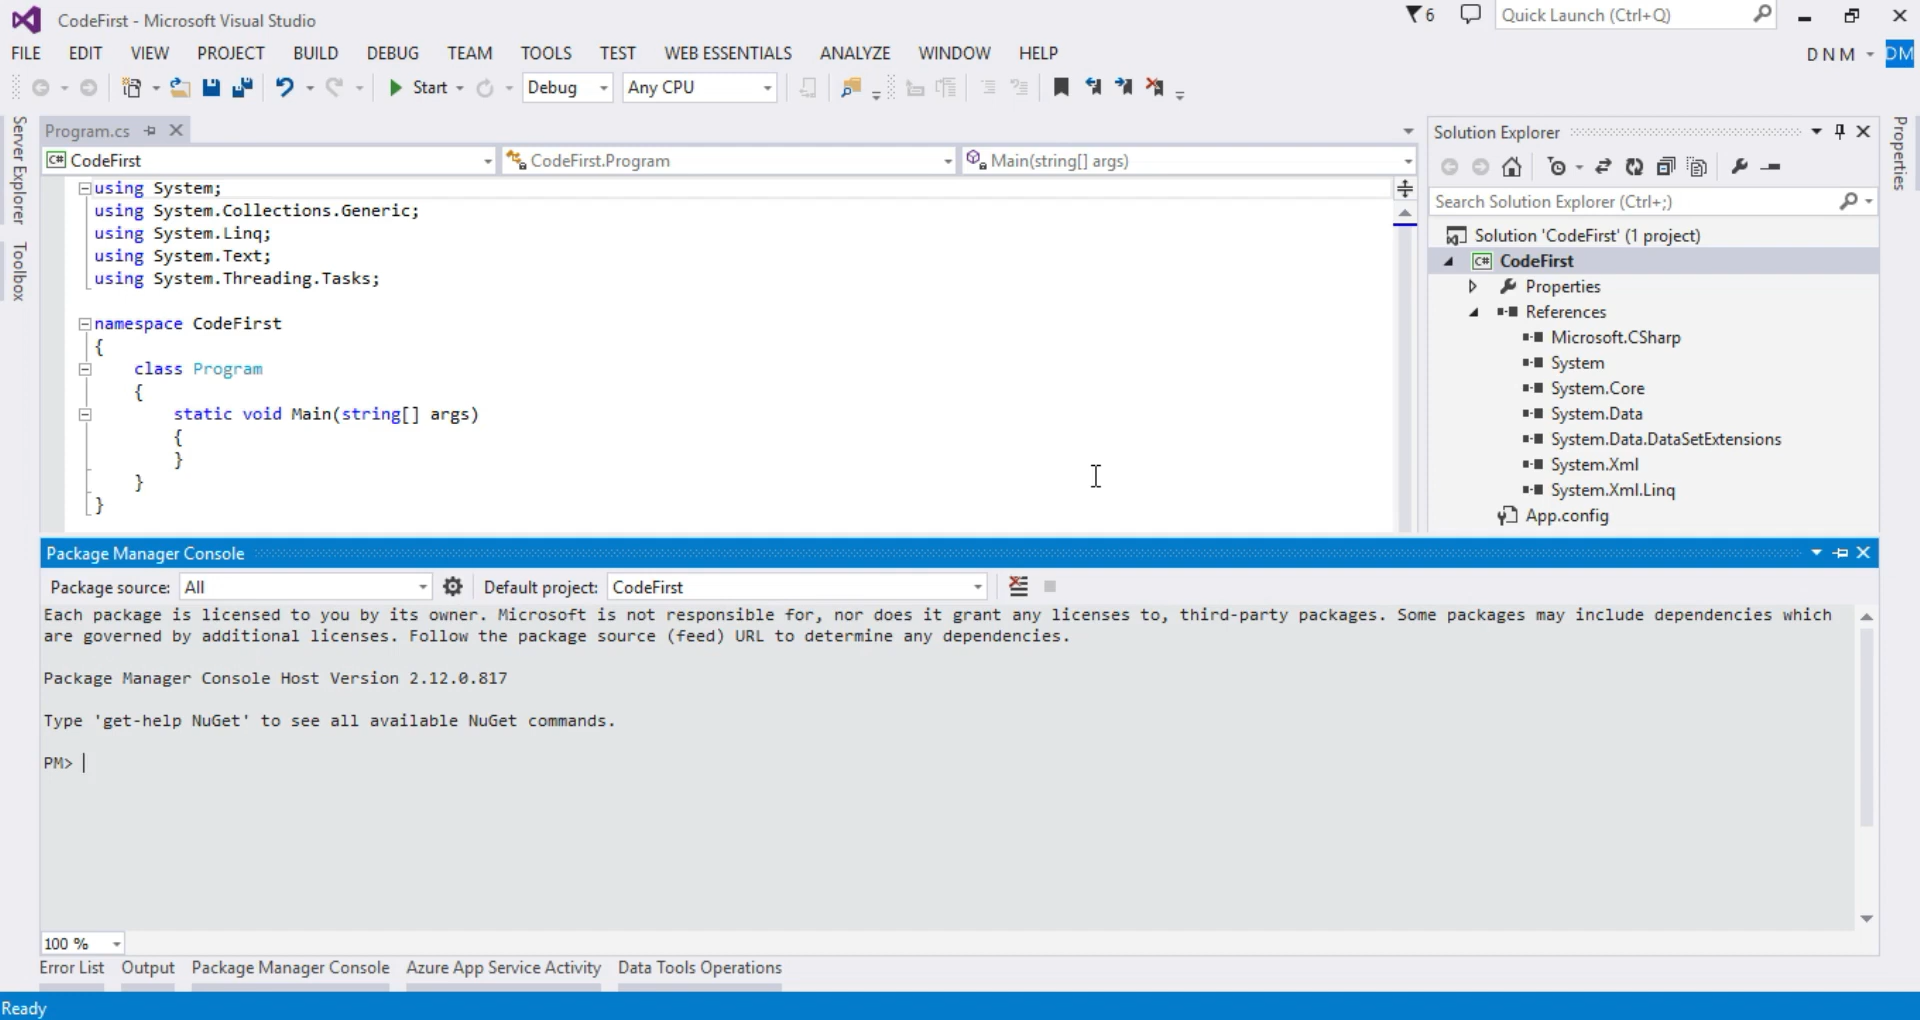 CodeFirst - Microsoft Visual Studio
6
Quick Launch (Ctrl+Q)
FILE EDIT VIEW PROJECT BUILD DEBUG TEAM TOOLS TEST WEB ESSENTIALS ANALYZE WINDOW HELP
D N M
DM
Start
Debug
Any CPU
Server Explorer
Toolbox
Program.cs
C# CodeFirst
CodeFirst.Program
Main(string[] args)
using System;
using System.Collections.Generic;
using System.Linq;
using System.Text;
using System.Threading.Tasks;
namespace CodeFirst
{
class Program
{
static void Main(string[] args)
{
}
}
}
Solution Explorer
Search Solution Explorer (Ctrl+;)
Solution 'CodeFirst' (1 project)
C# CodeFirst
Properties
References
Microsoft.CSharp
System
System.Core
System.Data
System.Data.DataSetExtensions
System.Xml
System.Xml.Linq
App.config
Properties
Package Manager Console
Package source: All
Default project: CodeFirst
Each package is licensed to you by its owner. Microsoft is not responsible for, nor does it grant any licenses to, third-party packages. Some packages may include dependencies which
are governed by additional licenses. Follow the package source (feed) URL to determine any dependencies.
Package Manager Console Host Version 2.12.0.817
Type 'get-help NuGet' to see all available NuGet commands.
PM>
100 %
Error List Output Package Manager Console Azure App Service Activity Data Tools Operations
Ready